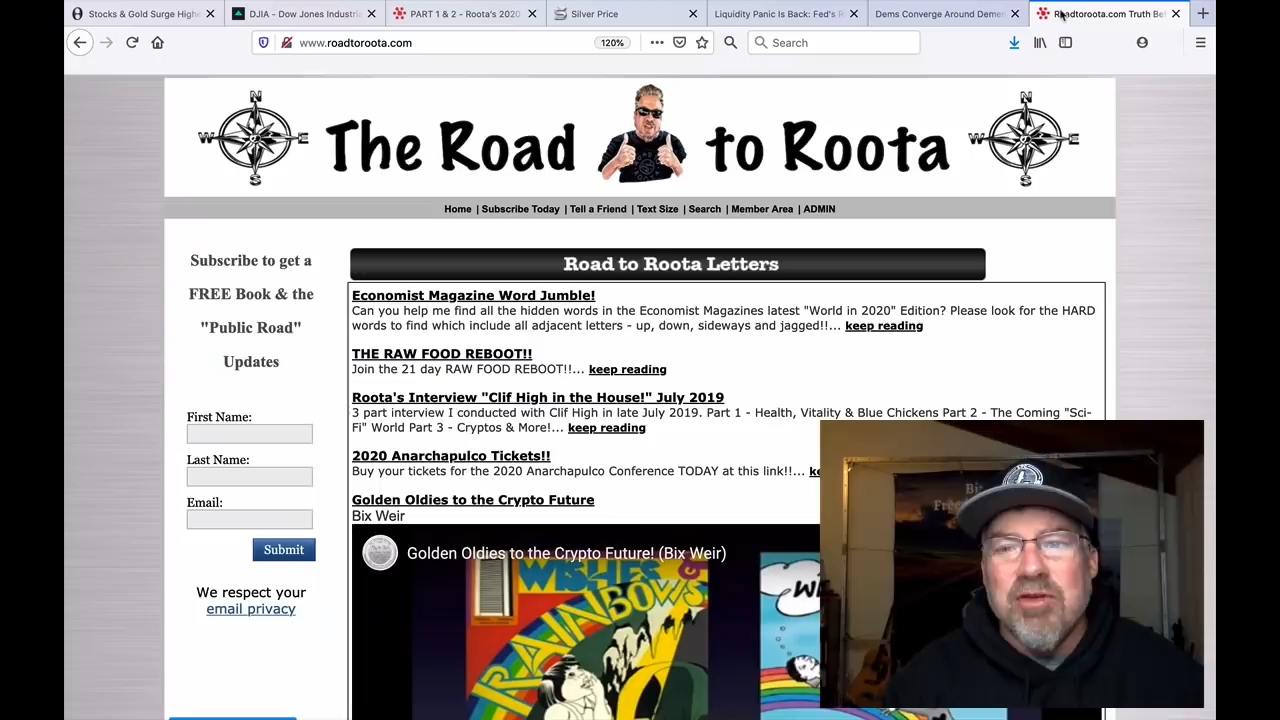 Stocks & Gold Surge Highe
DJIA - Dow Jones Industria
PART 1 & 2 - Roota's 2020
Silver Price
Liquidity Panic Is Back: Fed's R
Dems Converge Around Demen
Roadtoroota.com Truth Bel
www.roadtoroota.com
120%
Search
N
W E
S
The Road to Roota
N
W E
S
Home | Subscribe Today | Tell a Friend | Text Size | Search | Member Area | ADMIN
Subscribe to get a
FREE Book & the
"Public Road"
Updates
First Name:
Last Name:
Email:
Submit
We respect your
email privacy
Road to Roota Letters
Economist Magazine Word Jumble!
Can you help me find all the hidden words in the Economist Magazines latest "World in 2020" Edition? Please look for the HARD
words to find which include all adjacent letters - up, down, sideways and jagged!!... keep reading
THE RAW FOOD REBOOT!!
Join the 21 day RAW FOOD REBOOT!!... keep reading
Roota's Interview "Clif High in the House!" July 2019
3 part interview I conducted with Clif High in late July 2019. Part 1 - Health, Vitality & Blue Chickens Part 2 - The Coming "Sci-
Fi" World Part 3 - Cryptos & More!... keep reading
2020 Anarchapulco Tickets!!
Buy your tickets for the 2020 Anarchapulco Conference TODAY at this link!!... ke
Golden Oldies to the Crypto Future
Bix Weir
Golden Oldies to the Crypto Future! (Bix Weir)
WISHES &
RAINBOWS